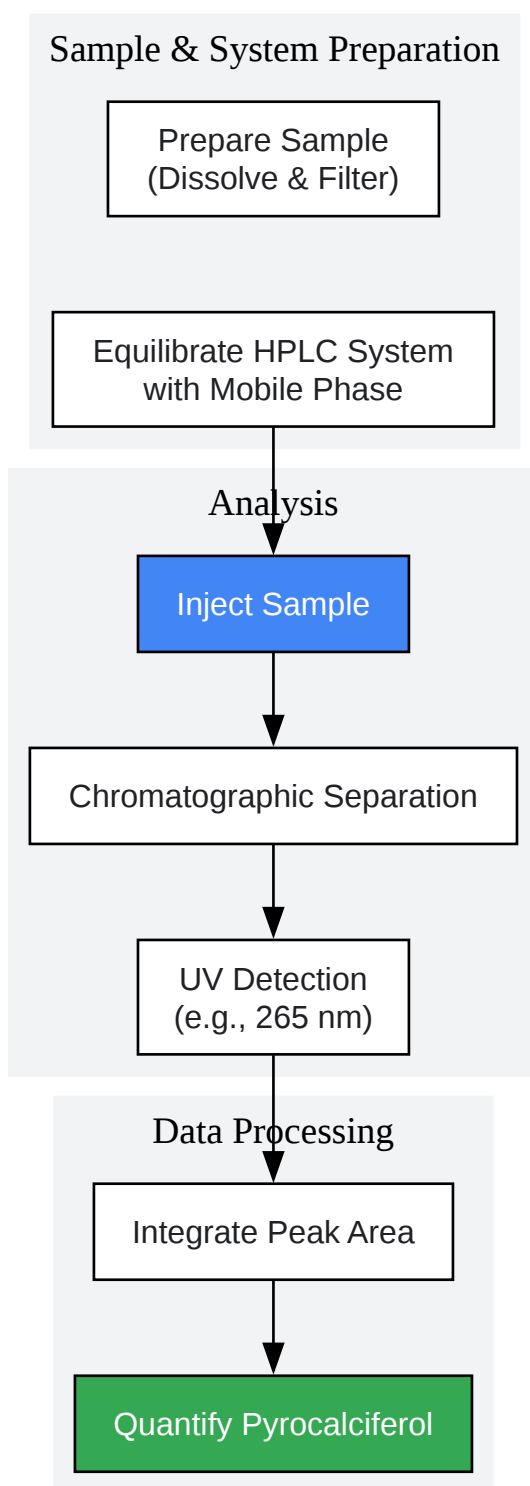 Sample & System Preparation
Prepare Sample
(Dissolve & Filter)
Equilibrate HPLC System
with Mobile Phase
Analysis
Inject Sample
Chromatographic Separation
UV Detection
(e.g., 265 nm)
Data Processing
Integrate Peak Area
Quantify Pyrocalciferol